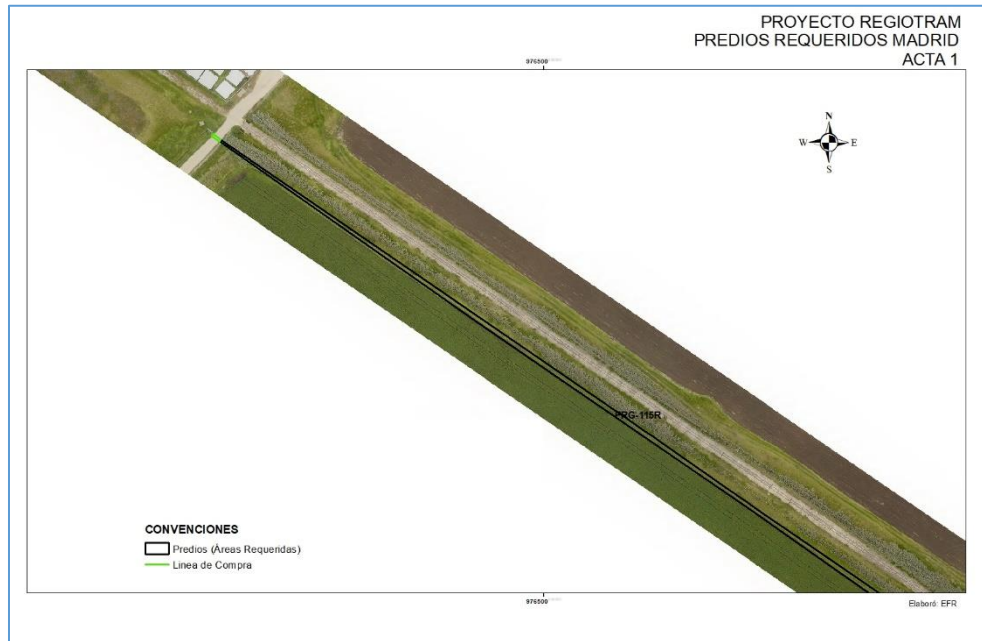 PROYECTO REGIOTRAM
PREDIOS REQUERIDOS MADRID
ACTA 1
976500
N
W E
S
PRG-115R
CONVENCIONES
Predios (Áreas Requeridas)
Linea de Compra
976500
Elaboró: EFR